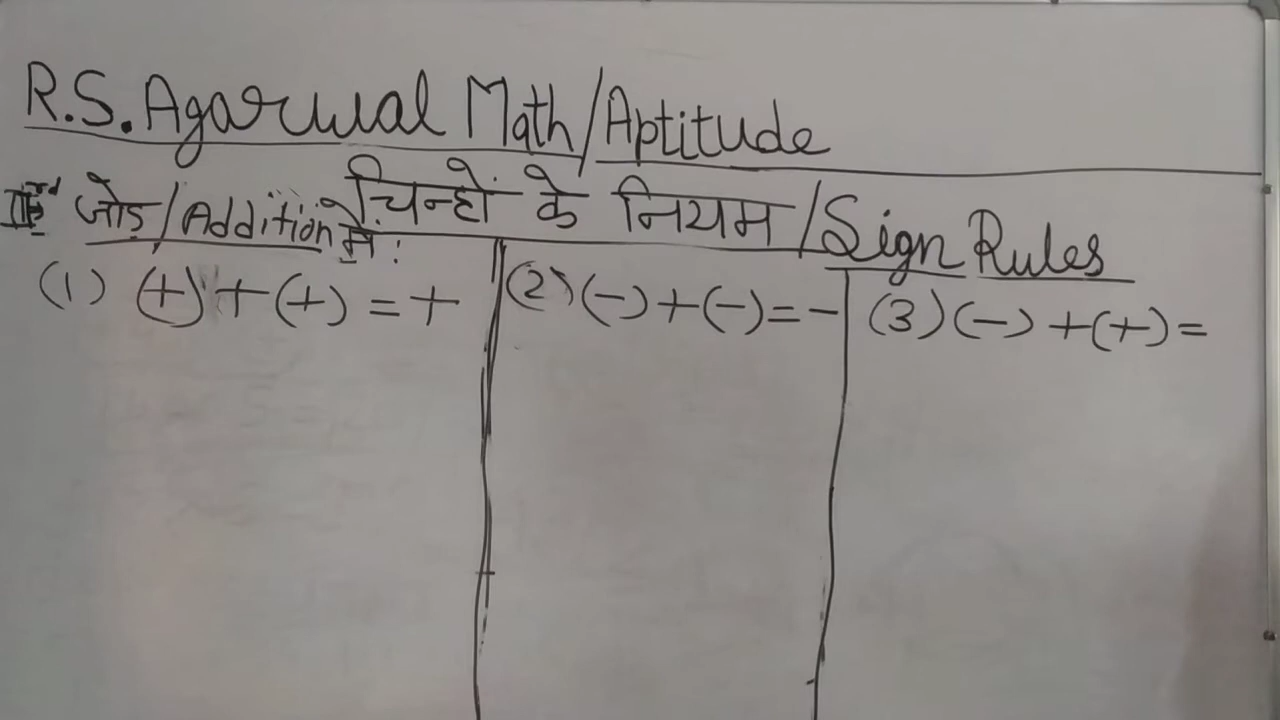 R.S. Agarwal Math/Aptitude
चिन्हों के नियम/Sign Rules
जोड़/Addition में:
(1) (+) + (+) = +
(2) (-) + (-) = -
(3) (-) + (+) =